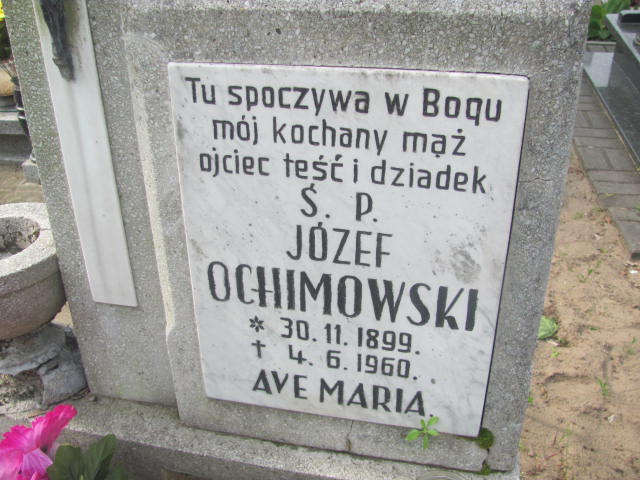 Tu spoczywa w Bogu
mój kochany mąż
ojciec teść i dziadek
Ś. P.
JÓZEF
OCHIMOWSKI
* 30. 11. 1899.
† 4. 6. 1960.
AVE MARIA.